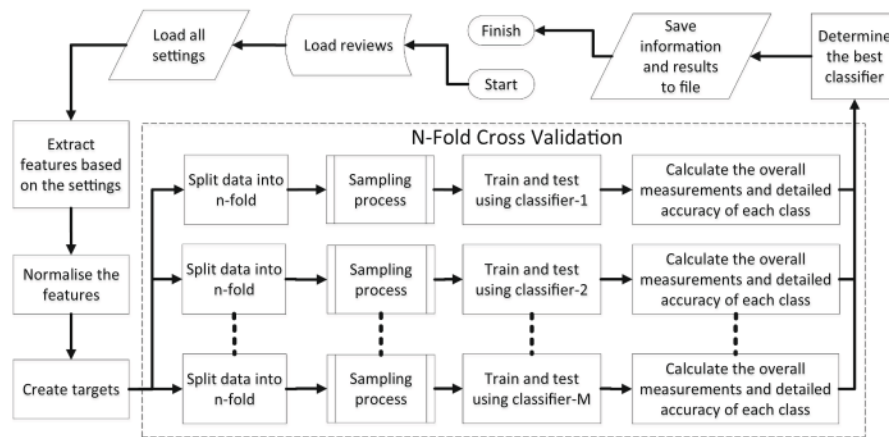 Load all
settings
Load reviews
Finish
Start
Save
information
and results
to file
Determine
the best
classifier
Extract
features based
on the settings
Normalise the
features
Create targets
N-Fold Cross Validation
Split data into
n-fold
Sampling
process
Train and test
using classifier-1
Calculate the overall
measurements and detailed
accuracy of each class
Split data into
n-fold
Sampling
process
Train and test
using classifier-2
Calculate the overall
measurements and detailed
accuracy of each class
Split data into
n-fold
Sampling
process
Train and test
using classifier-M
Calculate the overall
measurements and detailed
accuracy of each class